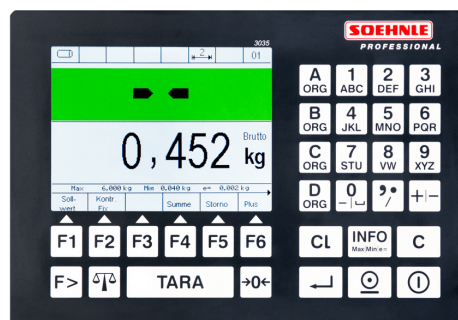 SOEHNLE
PROFESSIONAL
3035
2
01
0,452
Brutto
kg
Max 6.000 kg Min 0.040 kg e= 0.002 kg
Soll-
wert
Kontr.
Fix
Summe
Storno
Plus
F1 F2 F3 F4 F5 F6
F> TARA →0←
A
ORG
1
ABC
2
DEF
3
GHI
B
ORG
4
JKL
5
MNO
6
PQR
C
ORG
7
STU
8
VW
9
XYZ
D
ORG
0
-|⎵
,.
/
+|-
CL
INFO
Max|Min|e=
C